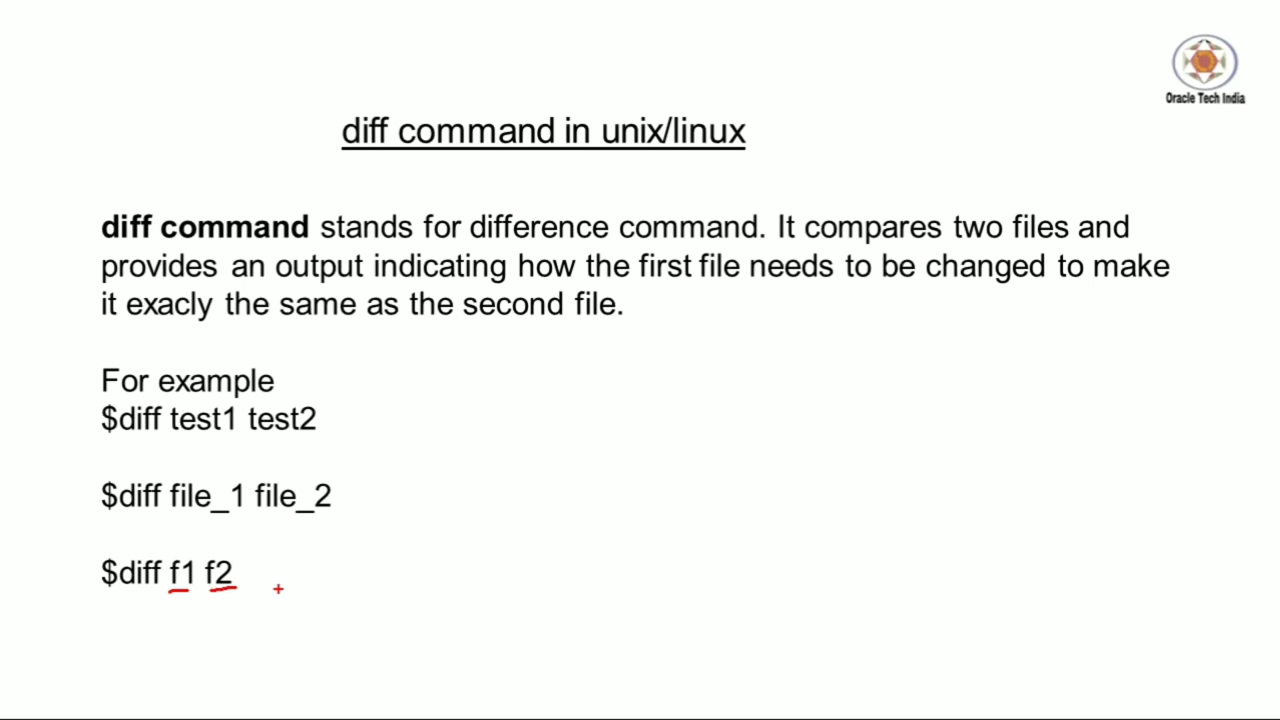 Oracle Tech India
diff command in unix/linux
diff command stands for difference command. It compares two files and
provides an output indicating how the first file needs to be changed to make
it exacly the same as the second file.
For example
$diff test1 test2
$diff file_1 file_2
$diff f1 f2